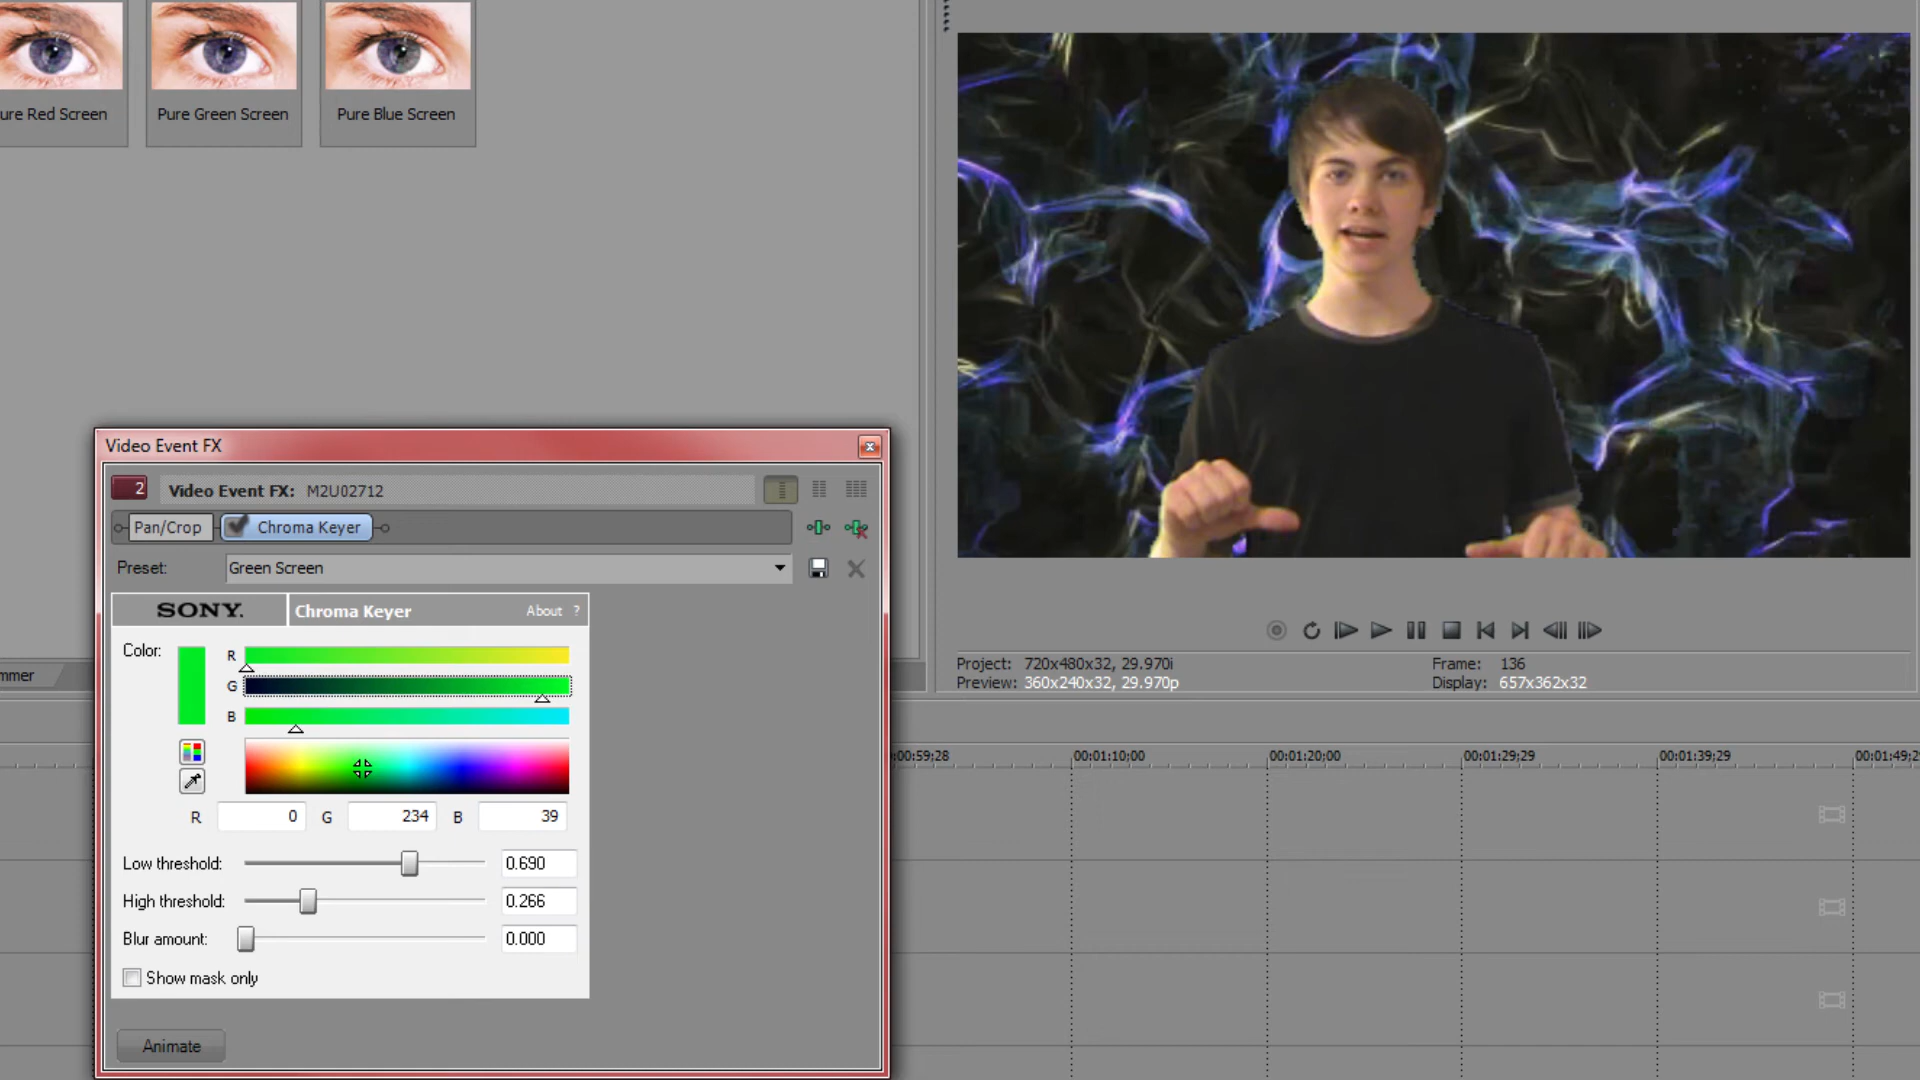 ure Red Screen
Pure Green Screen
Pure Blue Screen
Video Event FX
2
Video Event FX: M2U02712
Pan/Crop
Chroma Keyer
Preset: Green Screen
SONY.
Chroma Keyer
About ?
Color:
R
G
B
R 0 G 234 B 39
Low threshold: 0.690
High threshold: 0.266
Blur amount: 0.000
Show mask only
Animate
mmer
Project: 720x480x32, 29.970i
Preview: 360x240x32, 29.970p
Frame: 136
Display: 657x362x32
00:59;28
00:01:10;00
00:01:20;00
00:01:29;29
00:01:39;29
00:01:49;2